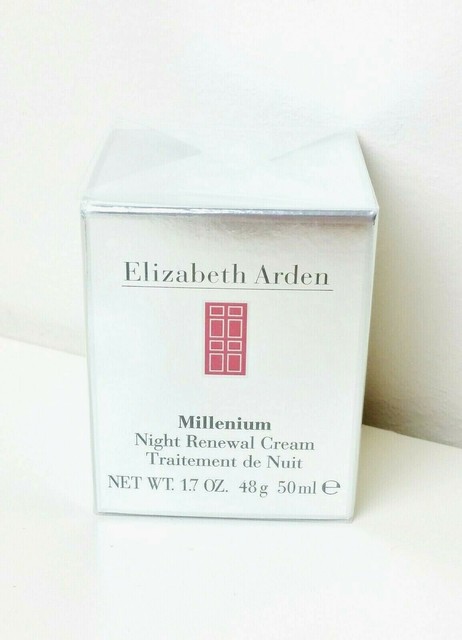 Elizabeth Arden
Millenium
Night Renewal Cream
Traitement de Nuit
NET WT. 1.7 OZ. 48g 50ml ℮